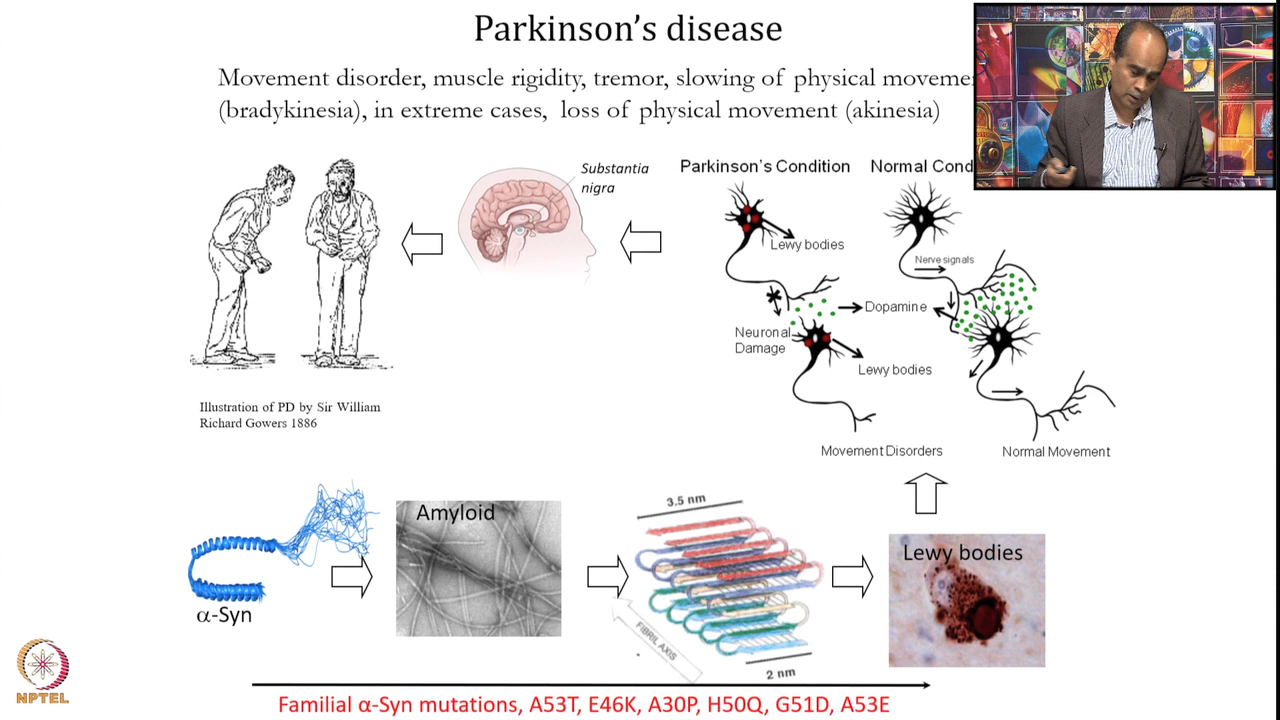 Parkinson's disease
Movement disorder, muscle rigidity, tremor, slowing of physical
(bradykinesia), in extreme cases, loss of physical movement (akinesia)
Substantia
nigra
Parkinson's Condition
Normal
Lewy bodies
Nerve signals
Dopamine
Neuronal
Damage
Lewy bodies
Movement Disorders
Normal Movement
Illustration of PD by Sir William
Richard Gowers 1886
α-Syn
Amyloid
3.5 nm
FIBRIL AXIS
2 nm
Lewy bodies
NPTEL
Familial α-Syn mutations, A53T, E46K, A30P, H50Q, G51D, A53E